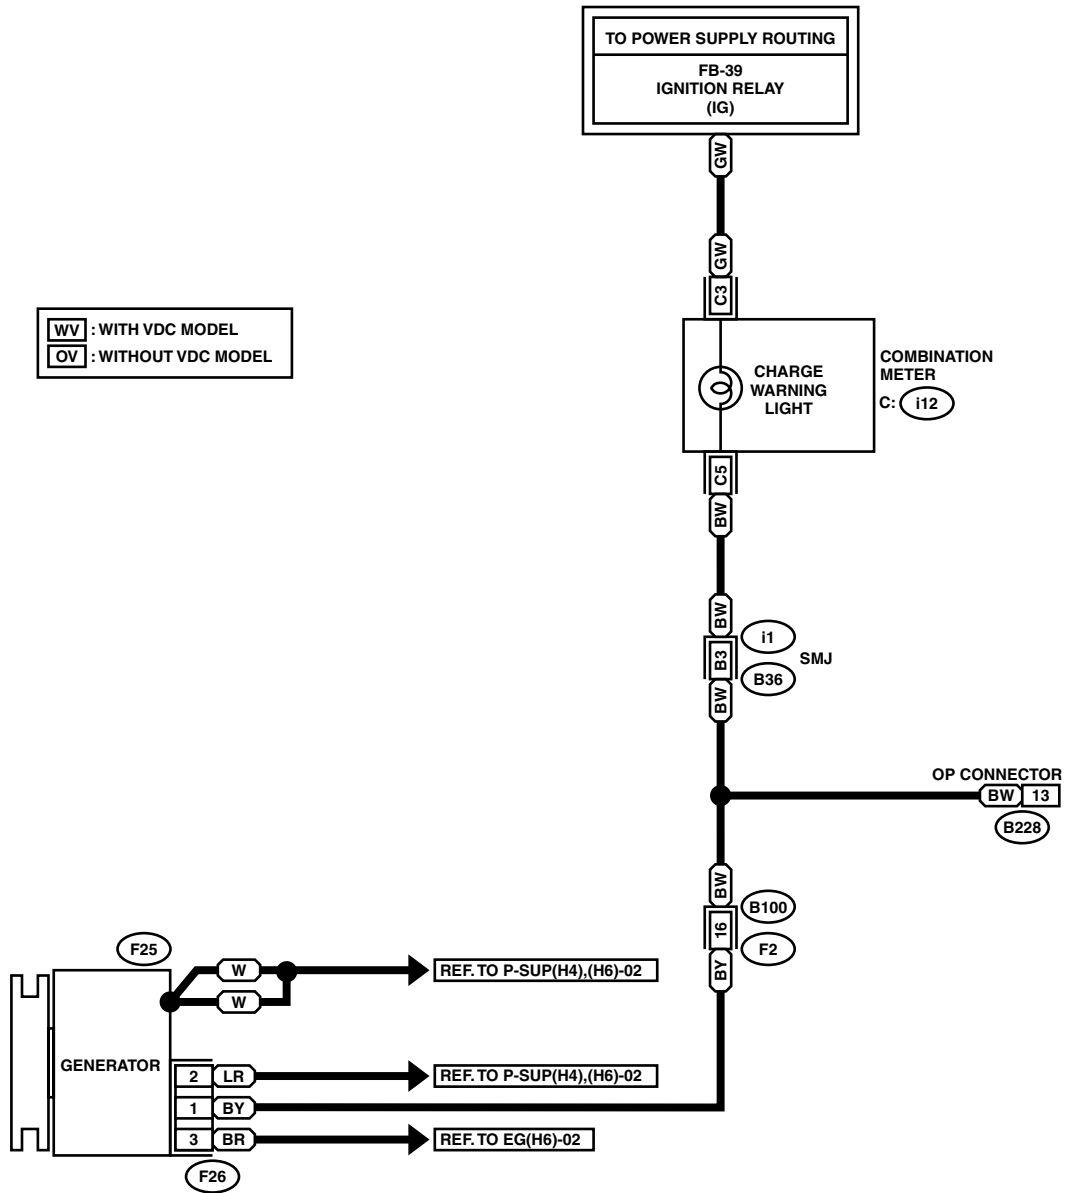 TO POWER SUPPLY ROUTING
FB-39
IGNITION RELAY
(IG)
GW
GW
C3
WV : WITH VDC MODEL
OV : WITHOUT VDC MODEL
CHARGE
WARNING
LIGHT
COMBINATION
METER
C: i12
C5
BW
BW
i1
B3
SMJ
B36
BW
OP CONNECTOR
BW 13
B228
BW
B100
16
F2
BY
F25
W
REF. TO P-SUP(H4),(H6)-02
W
GENERATOR
2 LR
REF. TO P-SUP(H4),(H6)-02
1 BY
3 BR
REF. TO EG(H6)-02
F26